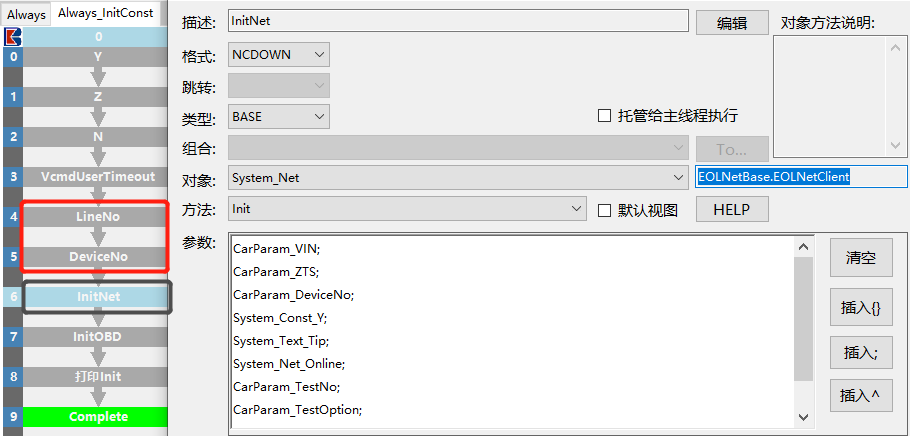 Always
Always_InitConst
0
0 Y
1 Z
2 N
3 VcmdUserTimeout
4 LineNo
5 DeviceNo
6 InitNet
7 InitOBD
8 打印Init
9 Complete
描述: InitNet 编辑 对象方法说明:
格式: NCDOWN
跳转:
类型: BASE 托管给主线程执行
组合: To...
对象: System_Net EOLNetBase.EOLNetClient
方法: Init 默认视图 HELP
参数: CarParam_VIN;
CarParam_ZTS;
CarParam_DeviceNo;
System_Const_Y;
System_Text_Tip;
System_Net_Online;
CarParam_TestNo;
CarParam_TestOption;
清空
插入{}
插入;
插入^